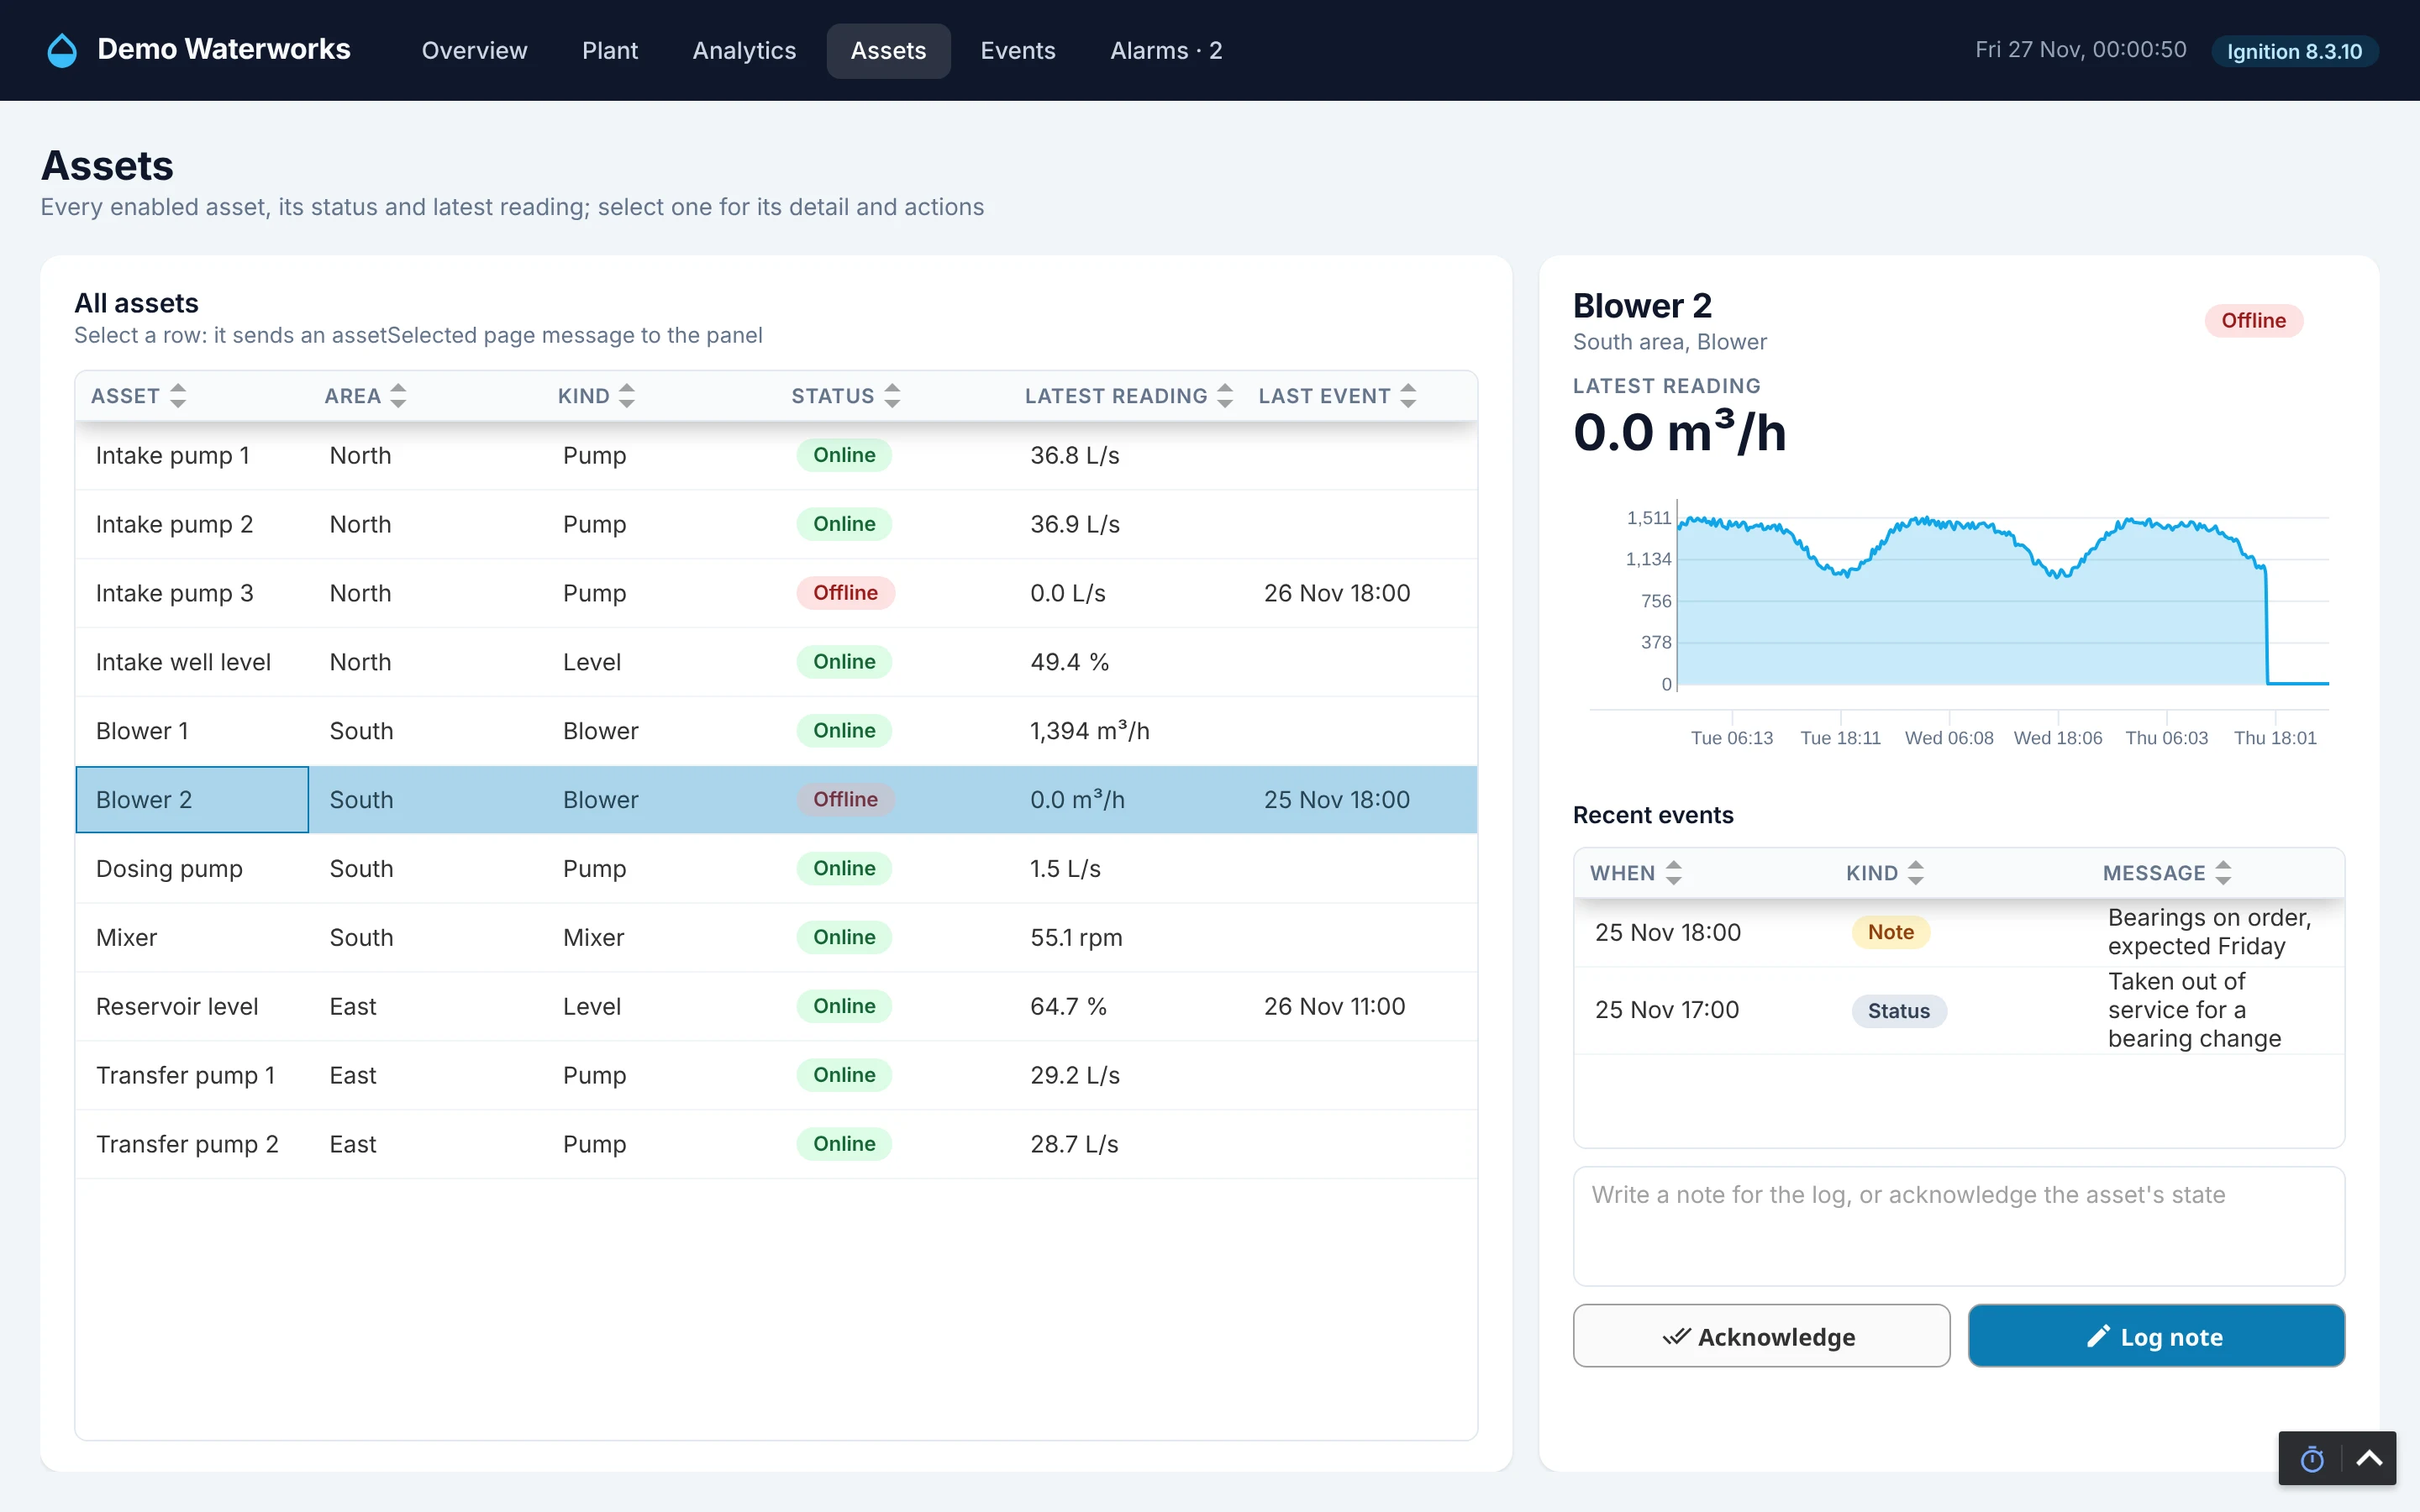 Demo Waterworks
Overview
Plant
Analytics
Assets
Events
Alarms · 2
Fri 27 Nov, 00:00:50
Ignition 8.3.10
Assets
Every enabled asset, its status and latest reading; select one for its detail and actions
All assets
Select a row: it sends an assetSelected page message to the panel
ASSET AREA KIND STATUS LATEST READING LAST EVENT
Intake pump 1 North Pump Online 36.8 L/s
Intake pump 2 North Pump Online 36.9 L/s
Intake pump 3 North Pump Offline 0.0 L/s 26 Nov 18:00
Intake well level North Level Online 49.4 %
Blower 1 South Blower Online 1,394 m³/h
Blower 2 South Blower Offline 0.0 m³/h 25 Nov 18:00
Dosing pump South Pump Online 1.5 L/s
Mixer South Mixer Online 55.1 rpm
Reservoir level East Level Online 64.7 % 26 Nov 11:00
Transfer pump 1 East Pump Online 29.2 L/s
Transfer pump 2 East Pump Online 28.7 L/s
Blower 2
South area, Blower
Offline
LATEST READING
0.0 m³/h
1,511
1,134
756
378
0
Tue 06:13 Tue 18:11 Wed 06:08 Wed 18:06 Thu 06:03 Thu 18:01
Recent events
WHEN KIND MESSAGE
25 Nov 18:00 Note Bearings on order,
expected Friday
25 Nov 17:00 Status Taken out of
service for a
bearing change
Write a note for the log, or acknowledge the asset's state
Acknowledge
Log note